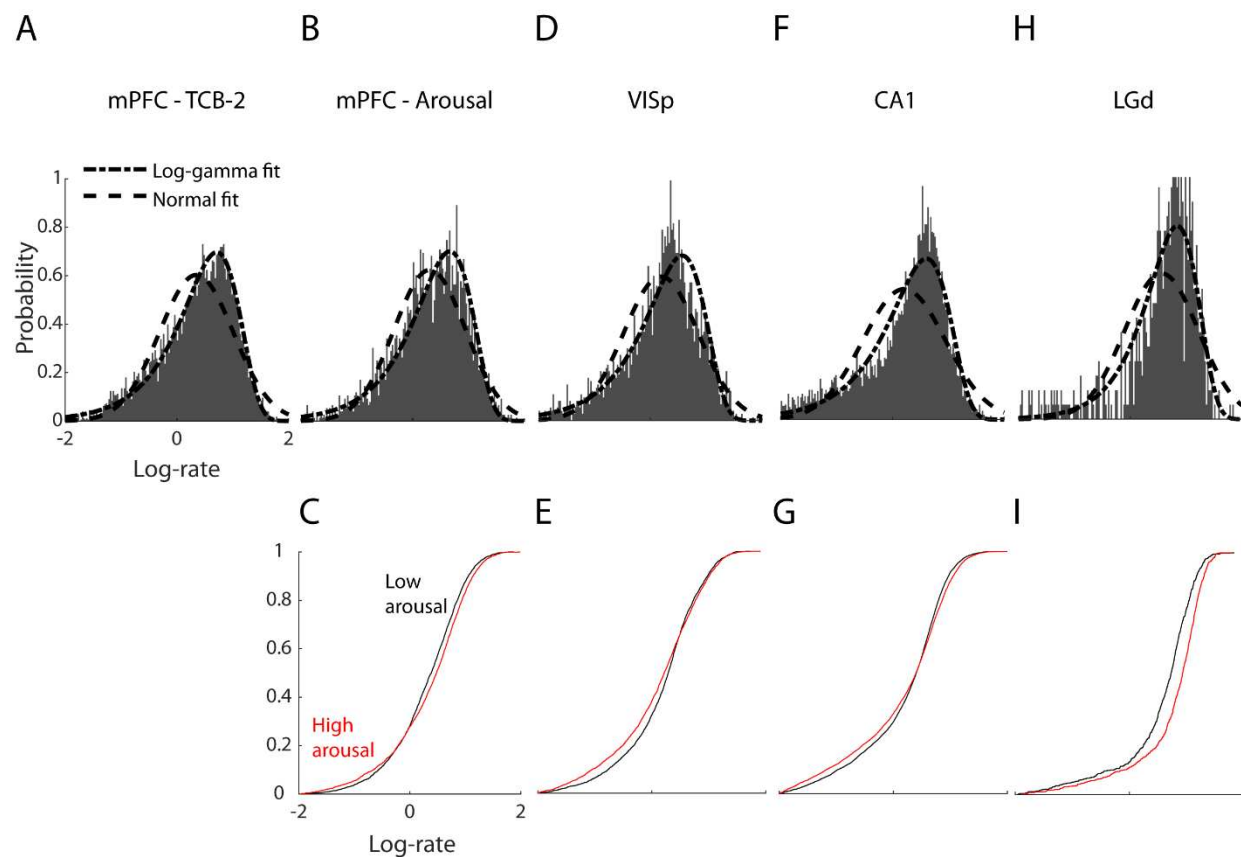 A
B
D
F
H
mPFC - TCB-2
mPFC - Arousal
VISp
CA1
LGd
Log-gamma fit
Normal fit
1
0.8
0.6
0.4
0.2
0
Probability
-2 0 2
Log-rate
C
E
G
I
1
0.8
0.6
0.4
0.2
0
Low
arousal
High
arousal
-2 0 2
Log-rate